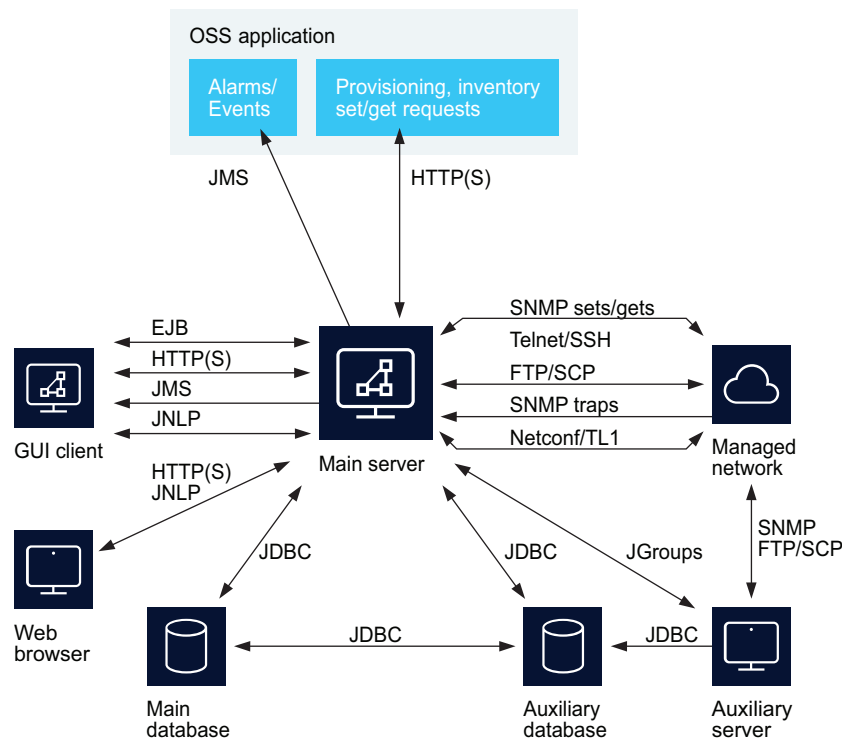 OSS application
Alarms/
Events
Provisioning, inventory
set/get requests
JMS
HTTP(S)
EJB
HTTP(S)
JMS
JNLP
GUI client
Main server
SNMP sets/gets
Telnet/SSH
FTP/SCP
SNMP traps
Netconf/TL1
Managed
network
HTTP(S)
JNLP
JDBC
JDBC
JGroups
SNMP
FTP/SCP
Web
browser
JDBC
JDBC
Main
database
Auxiliary
database
Auxiliary
server